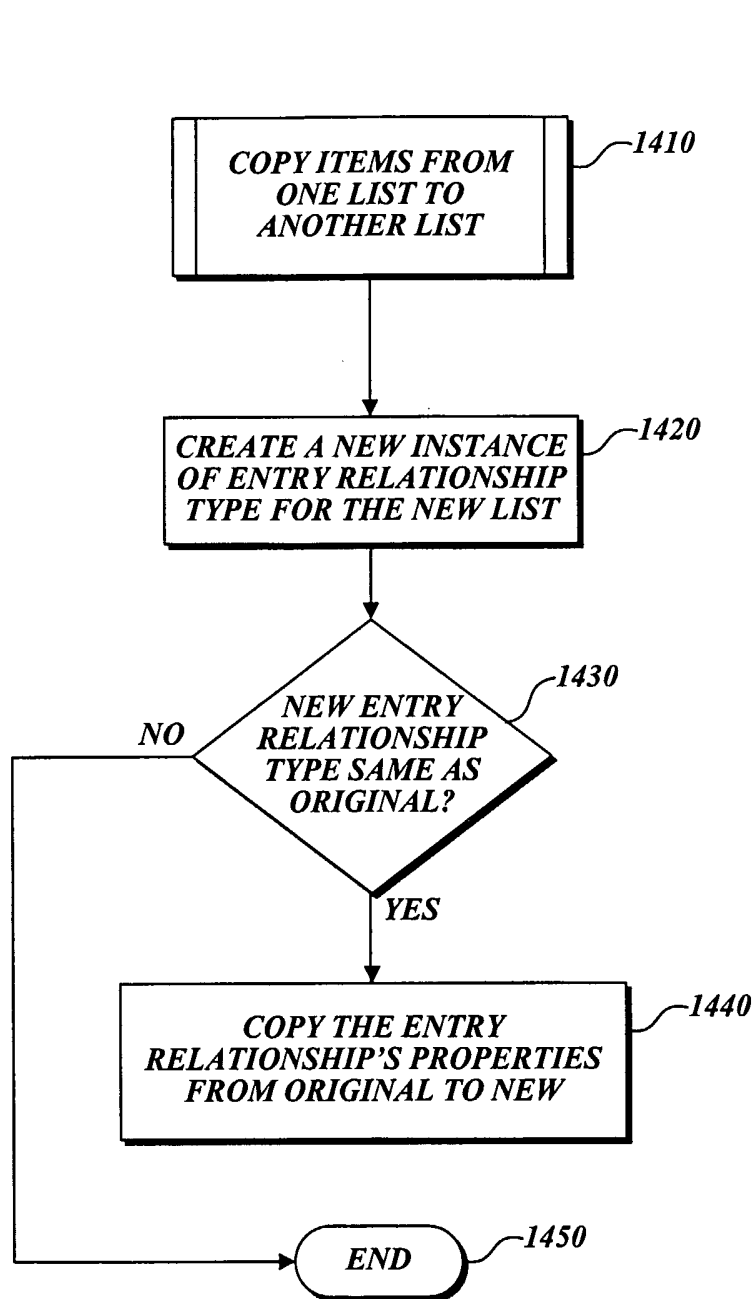 COPY ITEMS FROM
ONE LIST TO
ANOTHER LIST
1410
CREATE A NEW INSTANCE
OF ENTRY RELATIONSHIP
TYPE FOR THE NEW LIST
1420
NEW ENTRY
RELATIONSHIP
TYPE SAME AS
ORIGINAL?
1430
NO
YES
COPY THE ENTRY
RELATIONSHIP'S PROPERTIES
FROM ORIGINAL TO NEW
1440
END
1450